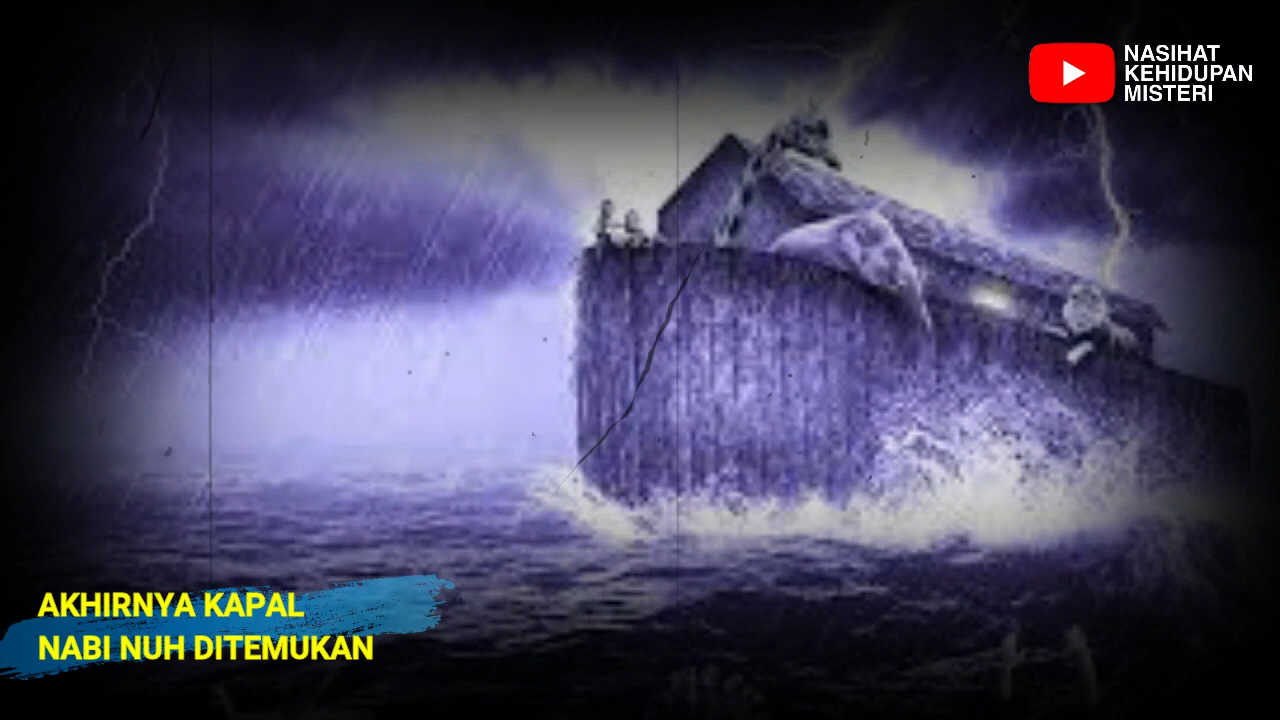 NASIHAT
KEHIDUPAN
MISTERI
AKHIRNYA KAPAL
NABI NUH DITEMUKAN